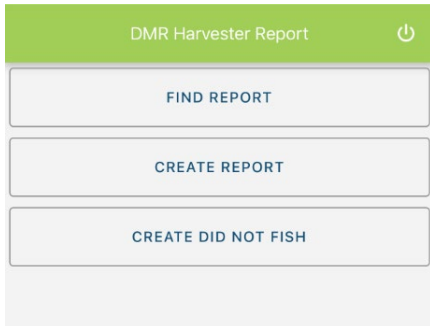 DMR Harvester Report
FIND REPORT
CREATE REPORT
CREATE DID NOT FISH